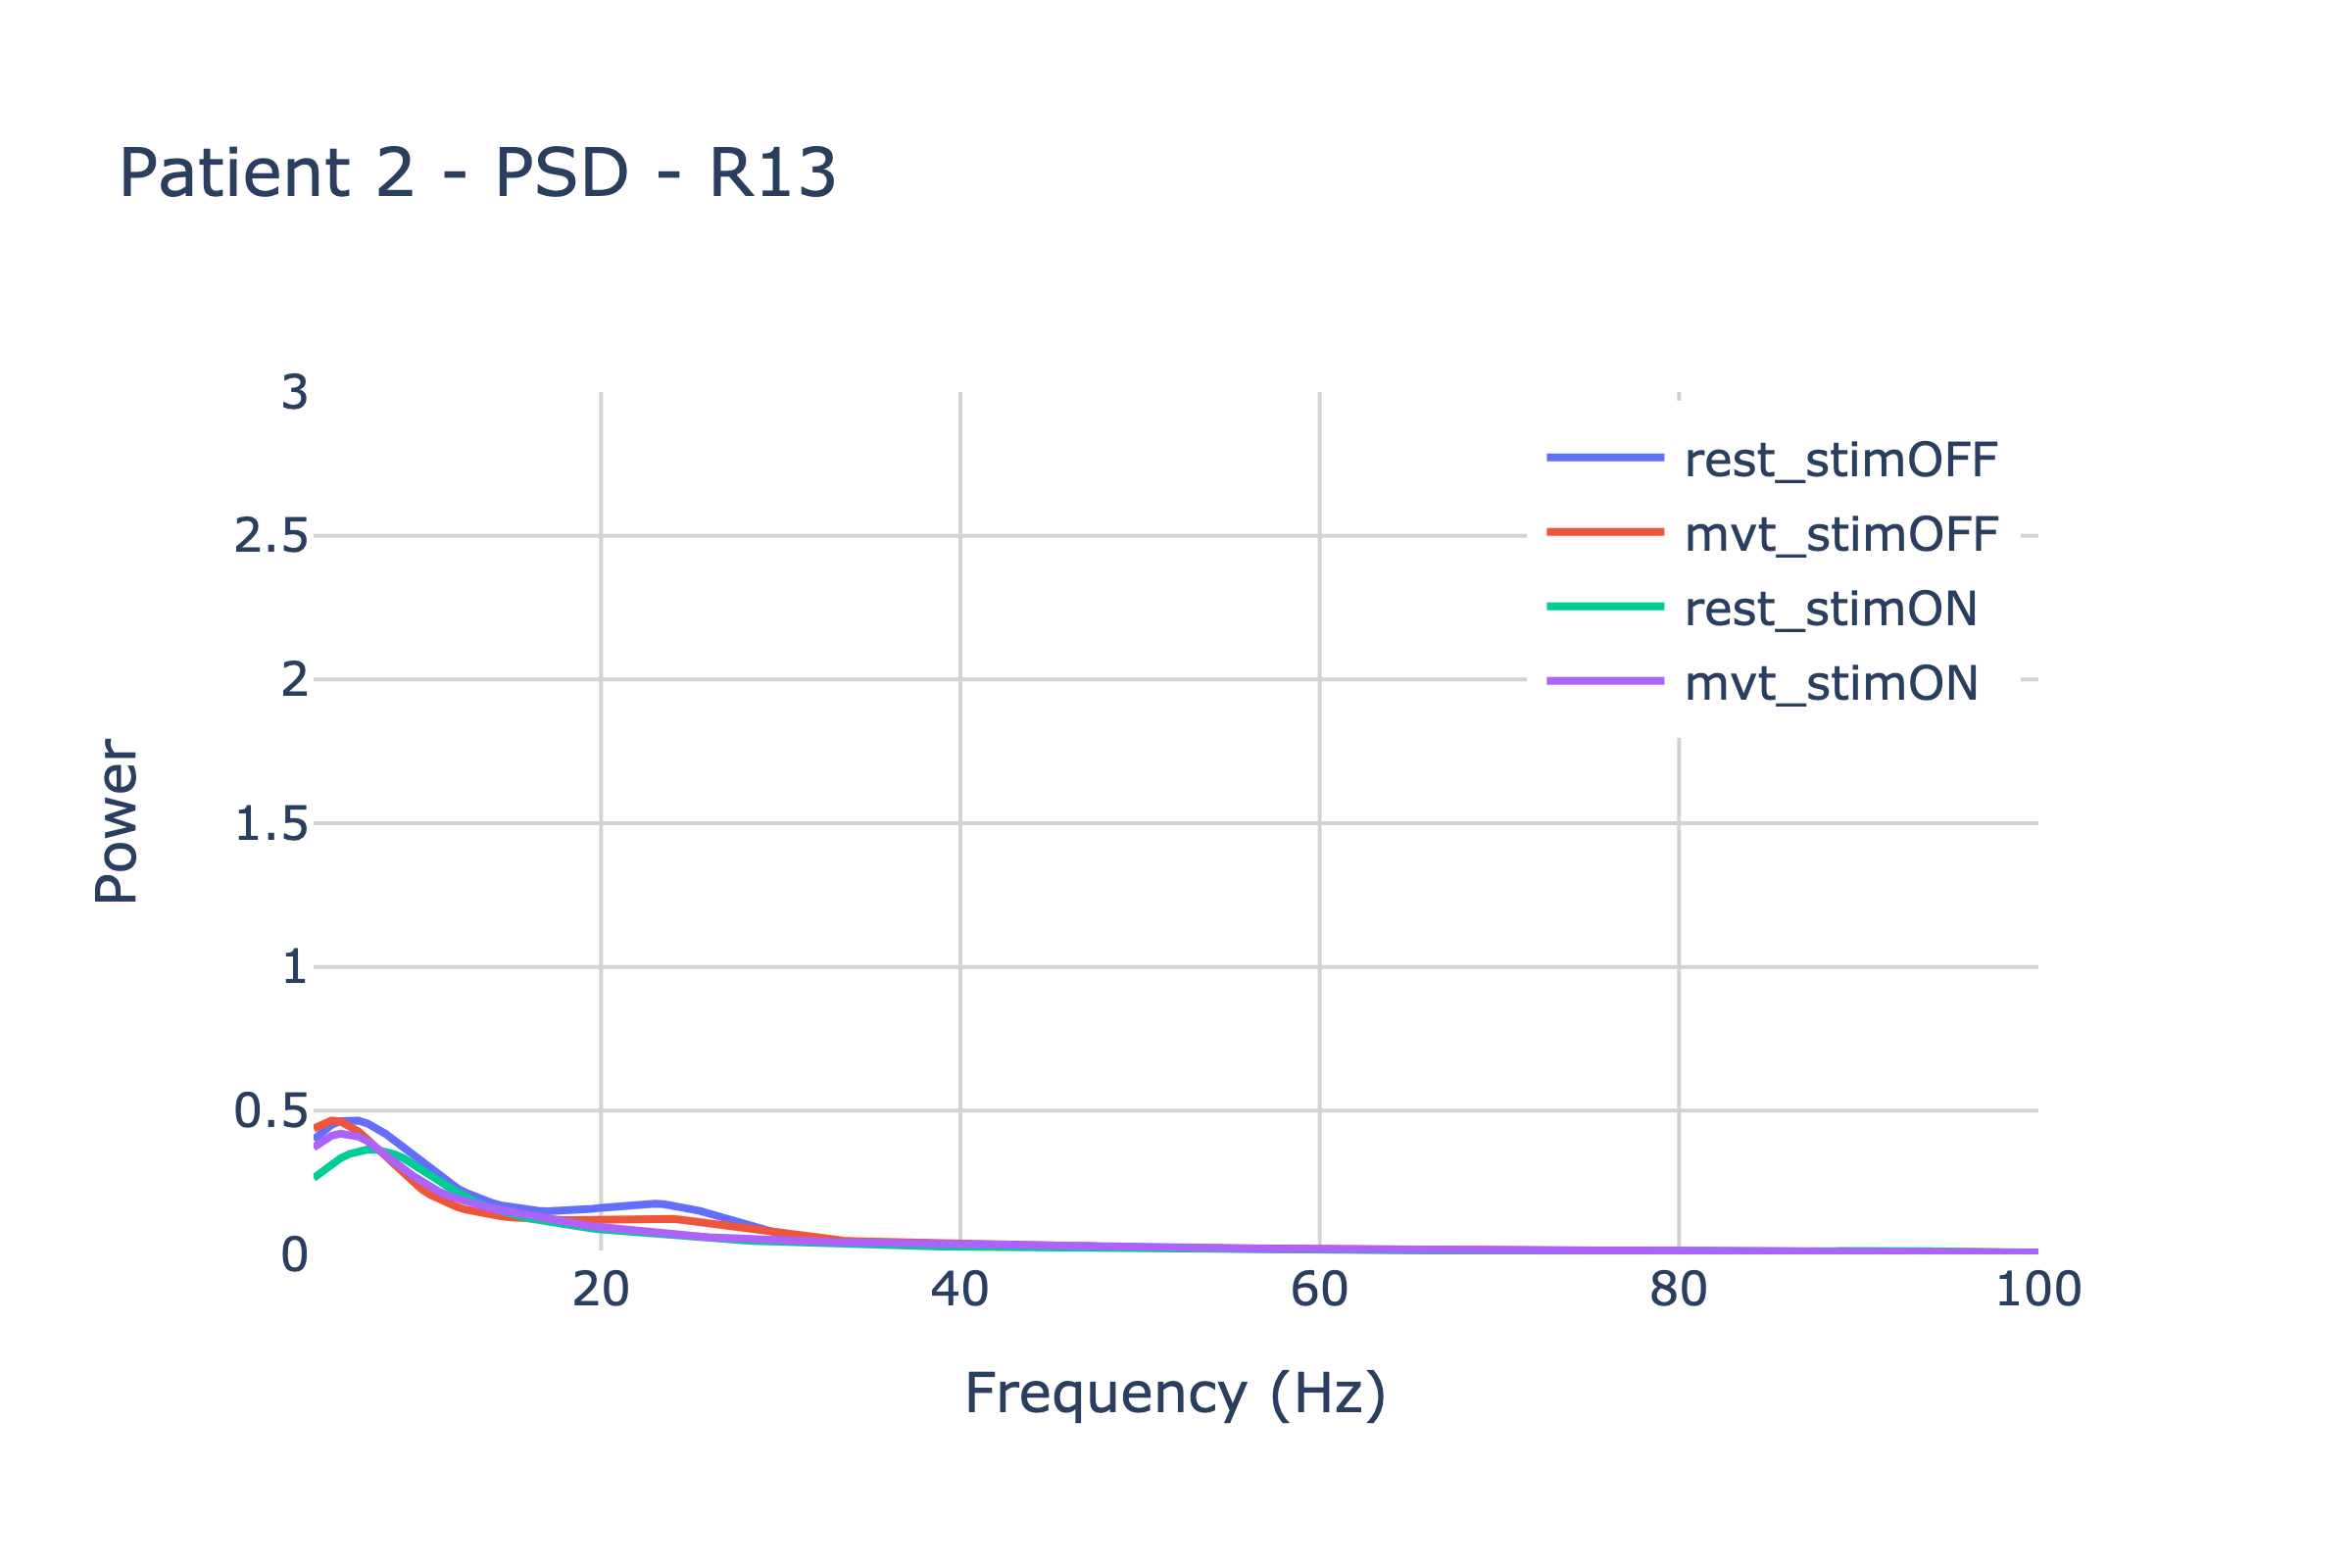 Patient 2 - PSD - R13
3
2.5
2
1.5
1
0.5
0
Power
rest_stimOFF
mvt_stimOFF
rest_stimON
mvt_stimON
20 40 60 80 100
Frequency (Hz)